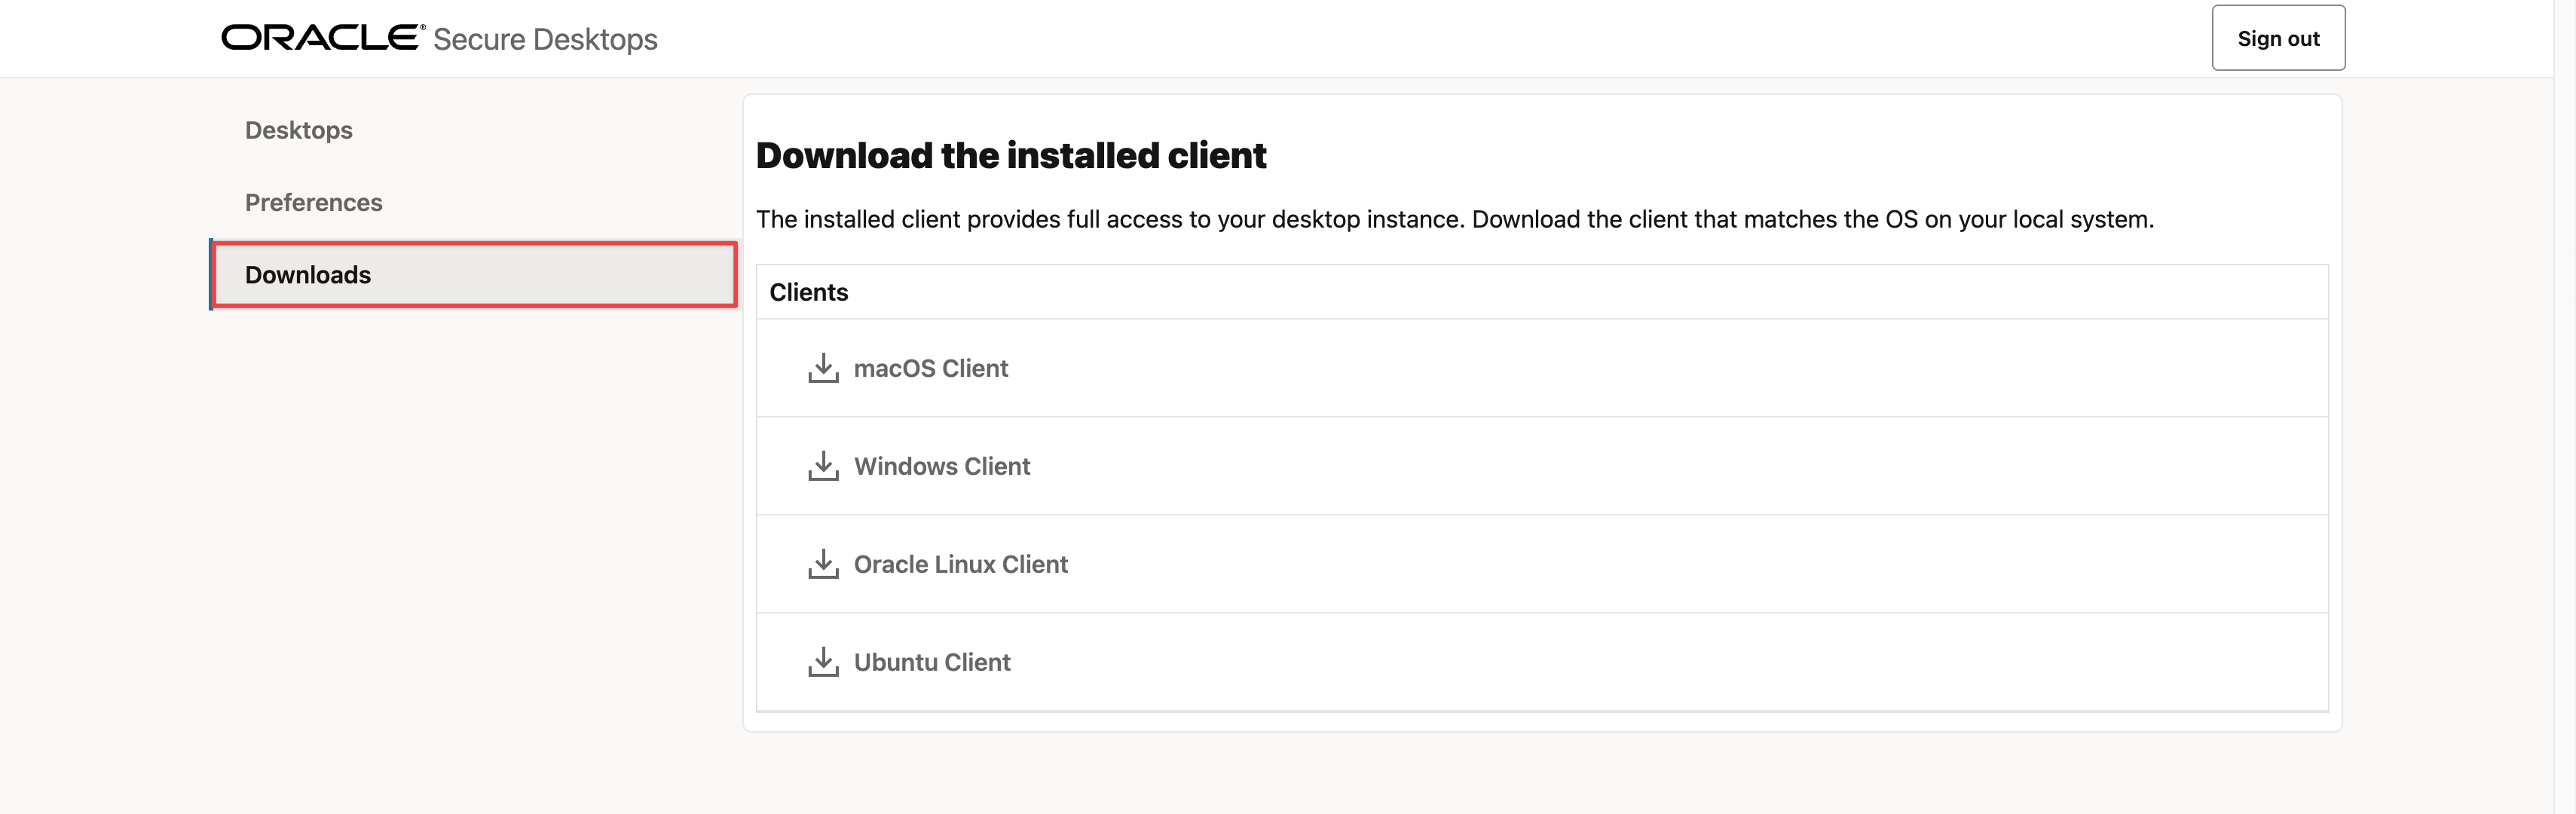 ORACLE® Secure Desktops
Sign out
Desktops
Preferences
Downloads
Download the installed client
The installed client provides full access to your desktop instance. Download the client that matches the OS on your local system.
Clients
macOS Client
Windows Client
Oracle Linux Client
Ubuntu Client